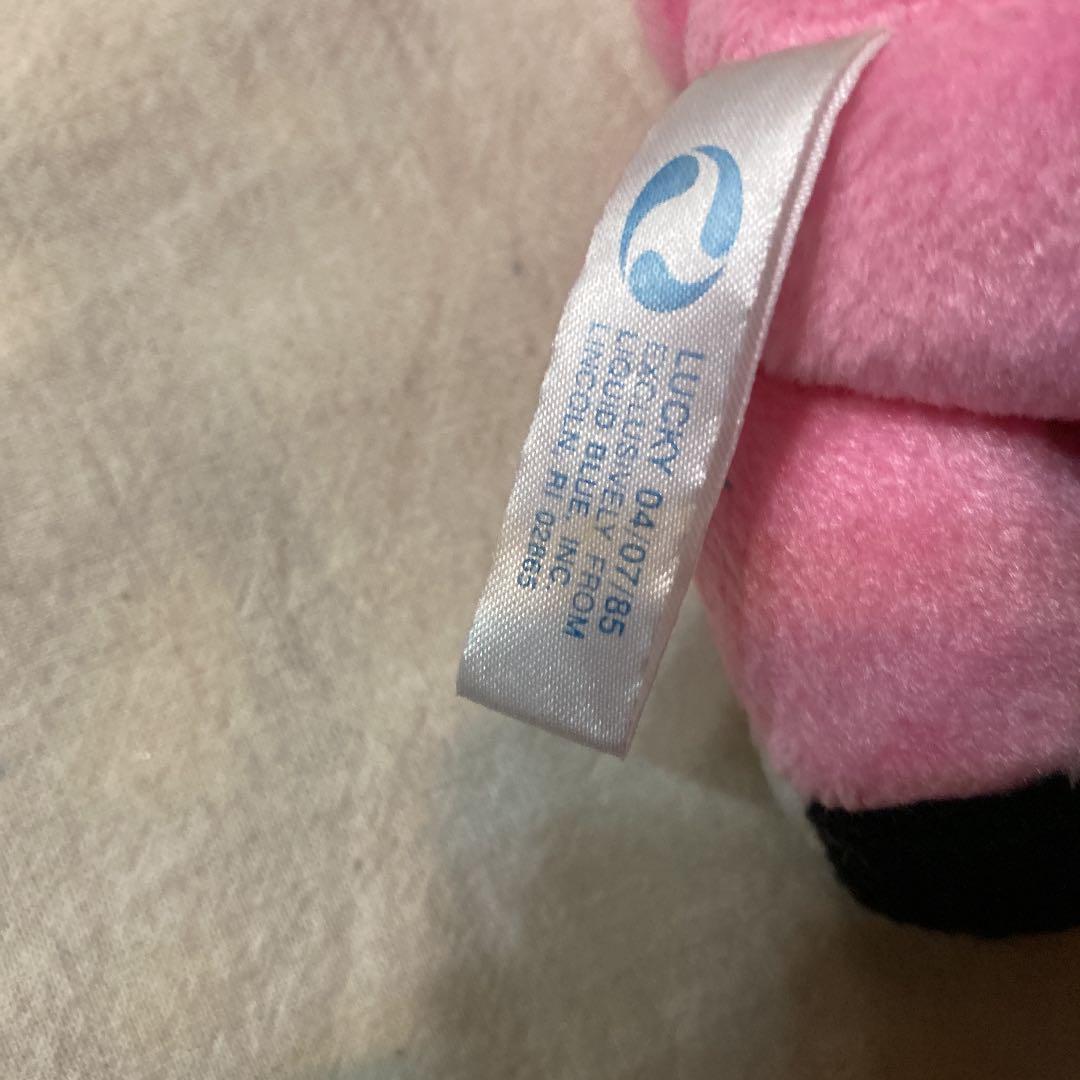 LUCKY 04/07/85
EXCLUSIVELY FROM
LIQUID BLUE, INC.
LINCOLN RI 02865